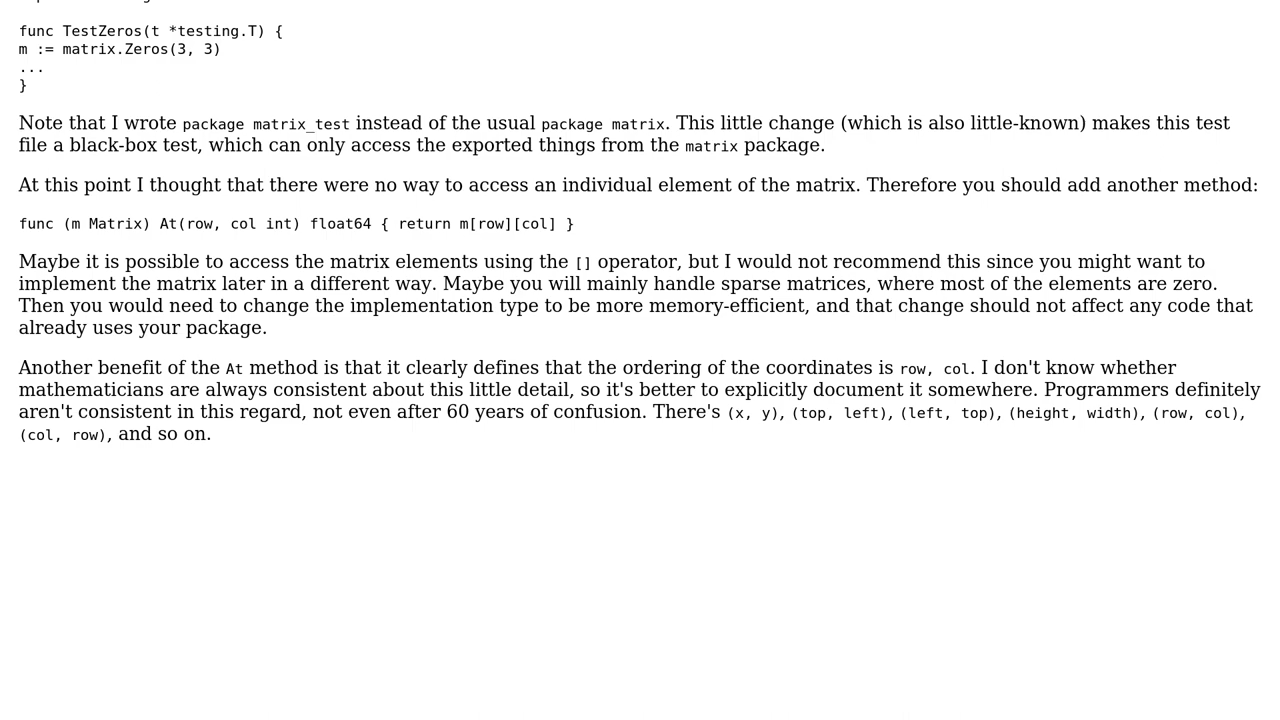 func TestZeros(t *testing.T) {
m := matrix.Zeros(3, 3)
...
}
Note that I wrote package matrix_test instead of the usual package matrix. This little change (which is also little-known) makes this test
file a black-box test, which can only access the exported things from the matrix package.
At this point I thought that there were no way to access an individual element of the matrix. Therefore you should add another method:
func (m Matrix) At(row, col int) float64 { return m[row][col] }
Maybe it is possible to access the matrix elements using the [] operator, but I would not recommend this since you might want to
implement the matrix later in a different way. Maybe you will mainly handle sparse matrices, where most of the elements are zero.
Then you would need to change the implementation type to be more memory-efficient, and that change should not affect any code that
already uses your package.
Another benefit of the At method is that it clearly defines that the ordering of the coordinates is row, col. I don't know whether
mathematicians are always consistent about this little detail, so it's better to explicitly document it somewhere. Programmers definitely
aren't consistent in this regard, not even after 60 years of confusion. There's (x, y), (top, left), (left, top), (height, width), (row, col),
(col, row), and so on.